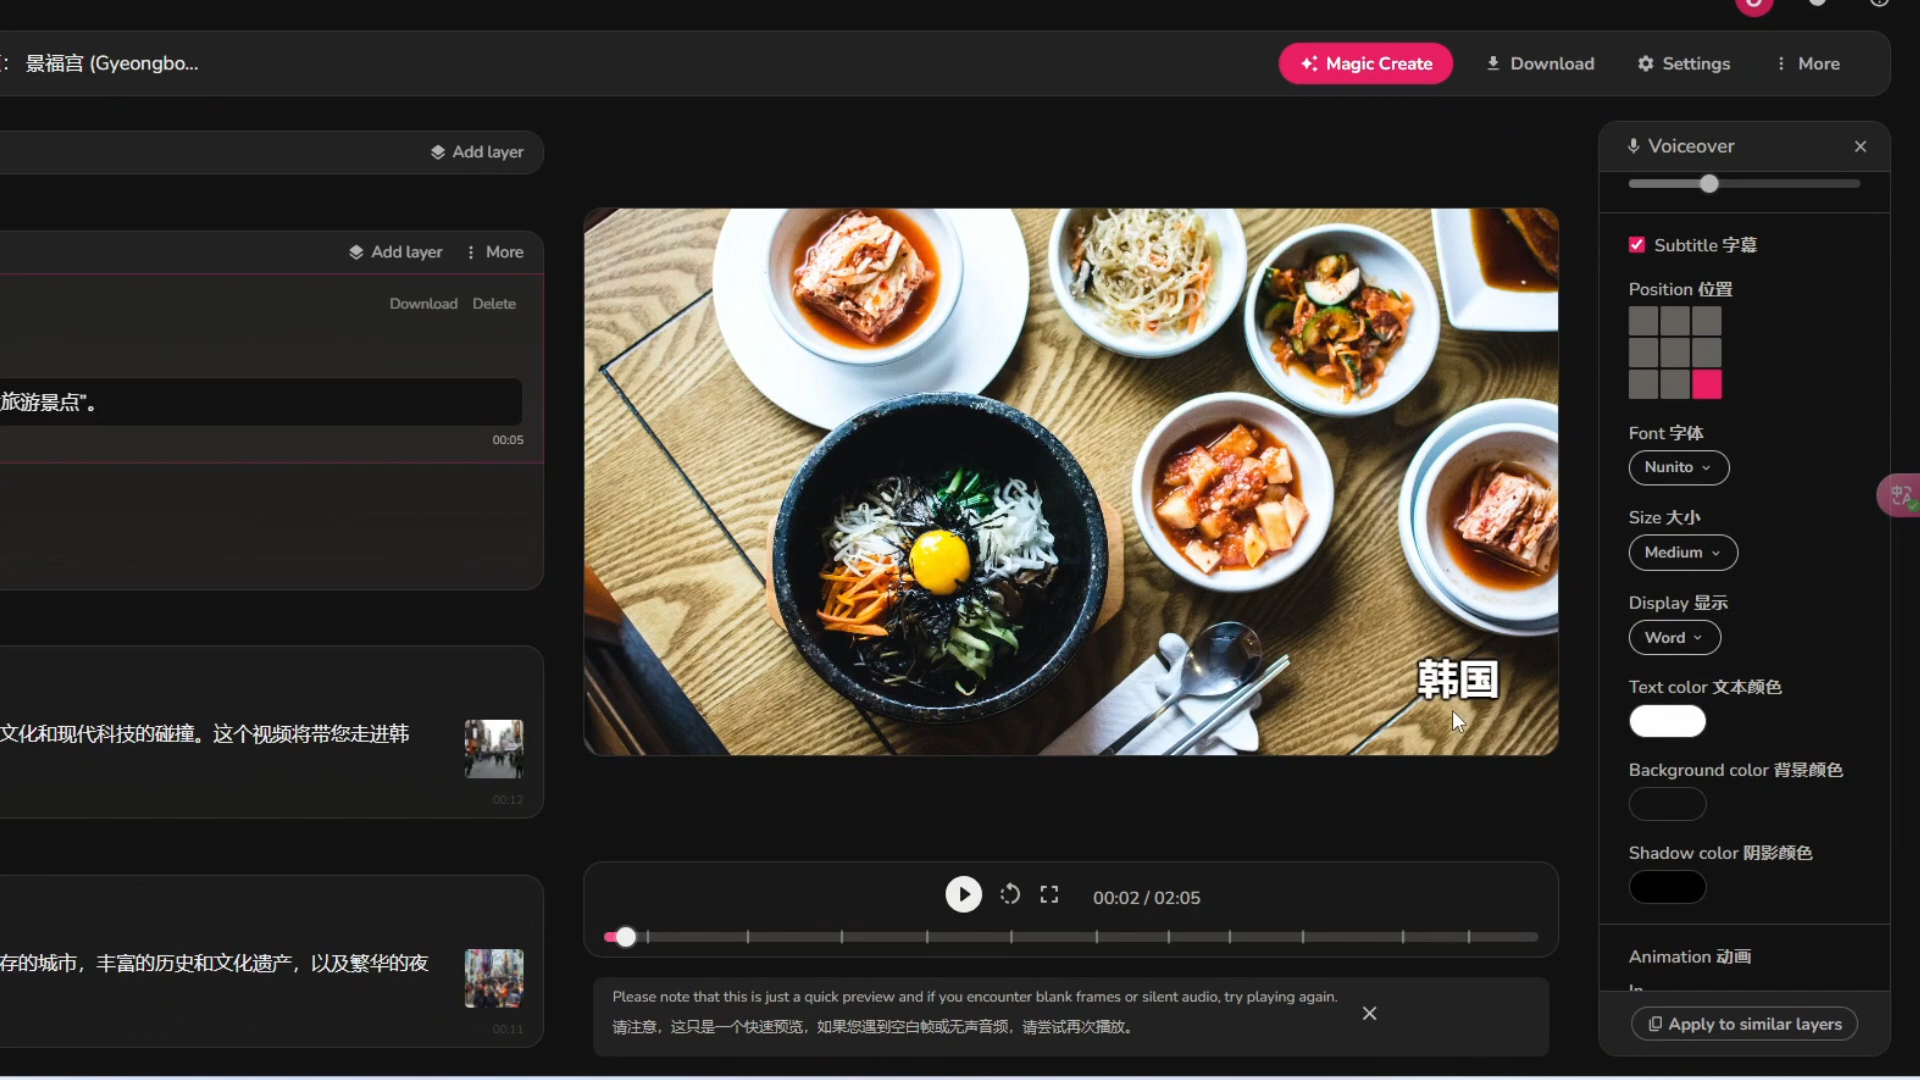 : 景福宫 (Gyeongbo...
Magic Create
Download
Settings
More
Add layer
Add layer
More
Download Delete
旅游景点”。
00:05
文化和现代科技的碰撞。这个视频将带您走进韩
00:12
存的城市，丰富的历史和文化遗产，以及繁华的夜
00:11
韩国
00:02 / 02:05
Please note that this is just a quick preview and if you encounter blank frames or silent audio, try playing again.
请注意，这只是一个快速预览，如果您遇到空白帧或无声音频，请尝试再次播放。
Voiceover
Subtitle 字幕
Position 位置
Font 字体
Nunito
Size 大小
Medium
Display 显示
Word
Text color 文本颜色
Background color 背景颜色
Shadow color 阴影颜色
Animation 动画
In
Apply to similar layers